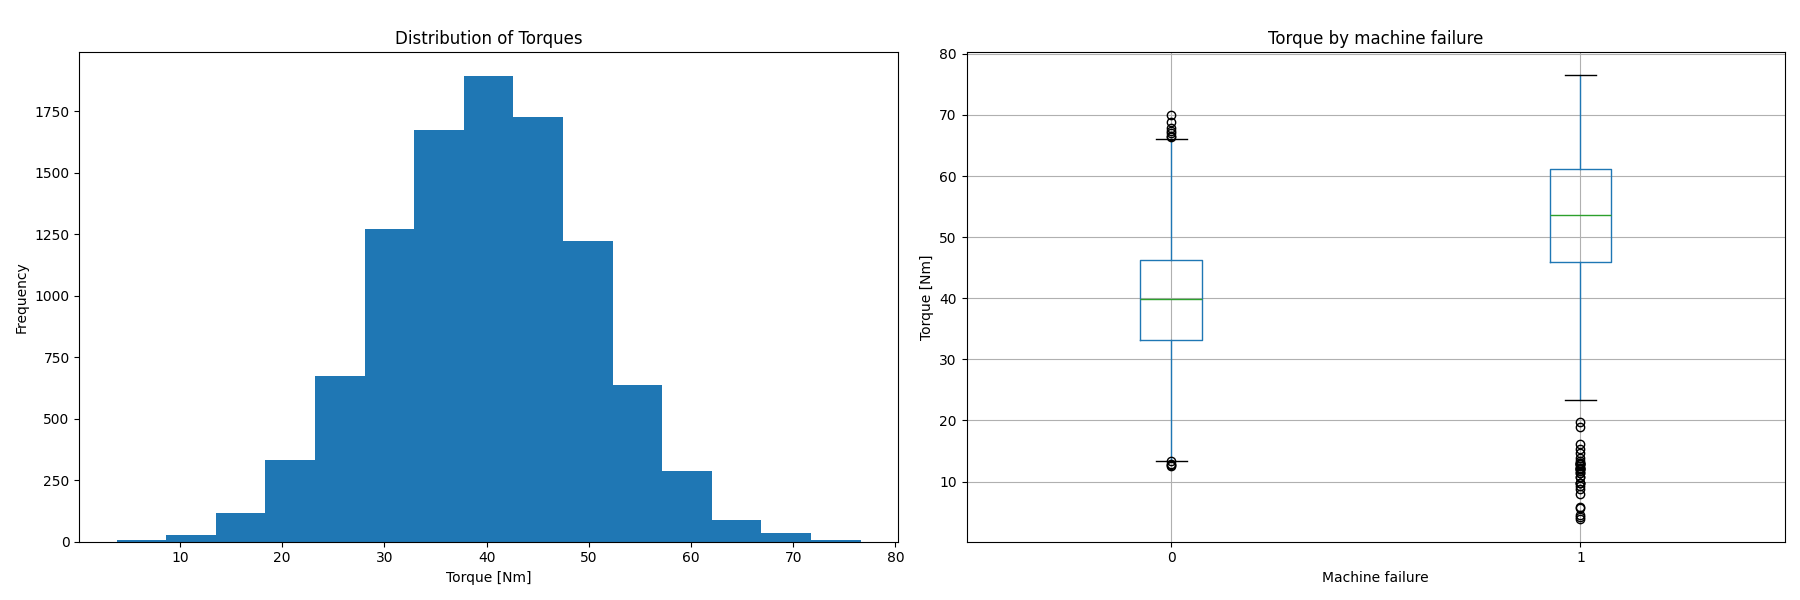 Distribution of Torques
1750
1500
1250
1000
750
500
250
0
Frequency
10 20 30 40 50 60 70 80
Torque [Nm]
Torque by machine failure
80
70
60
50
40
30
20
10
Torque [Nm]
0 1
Machine failure